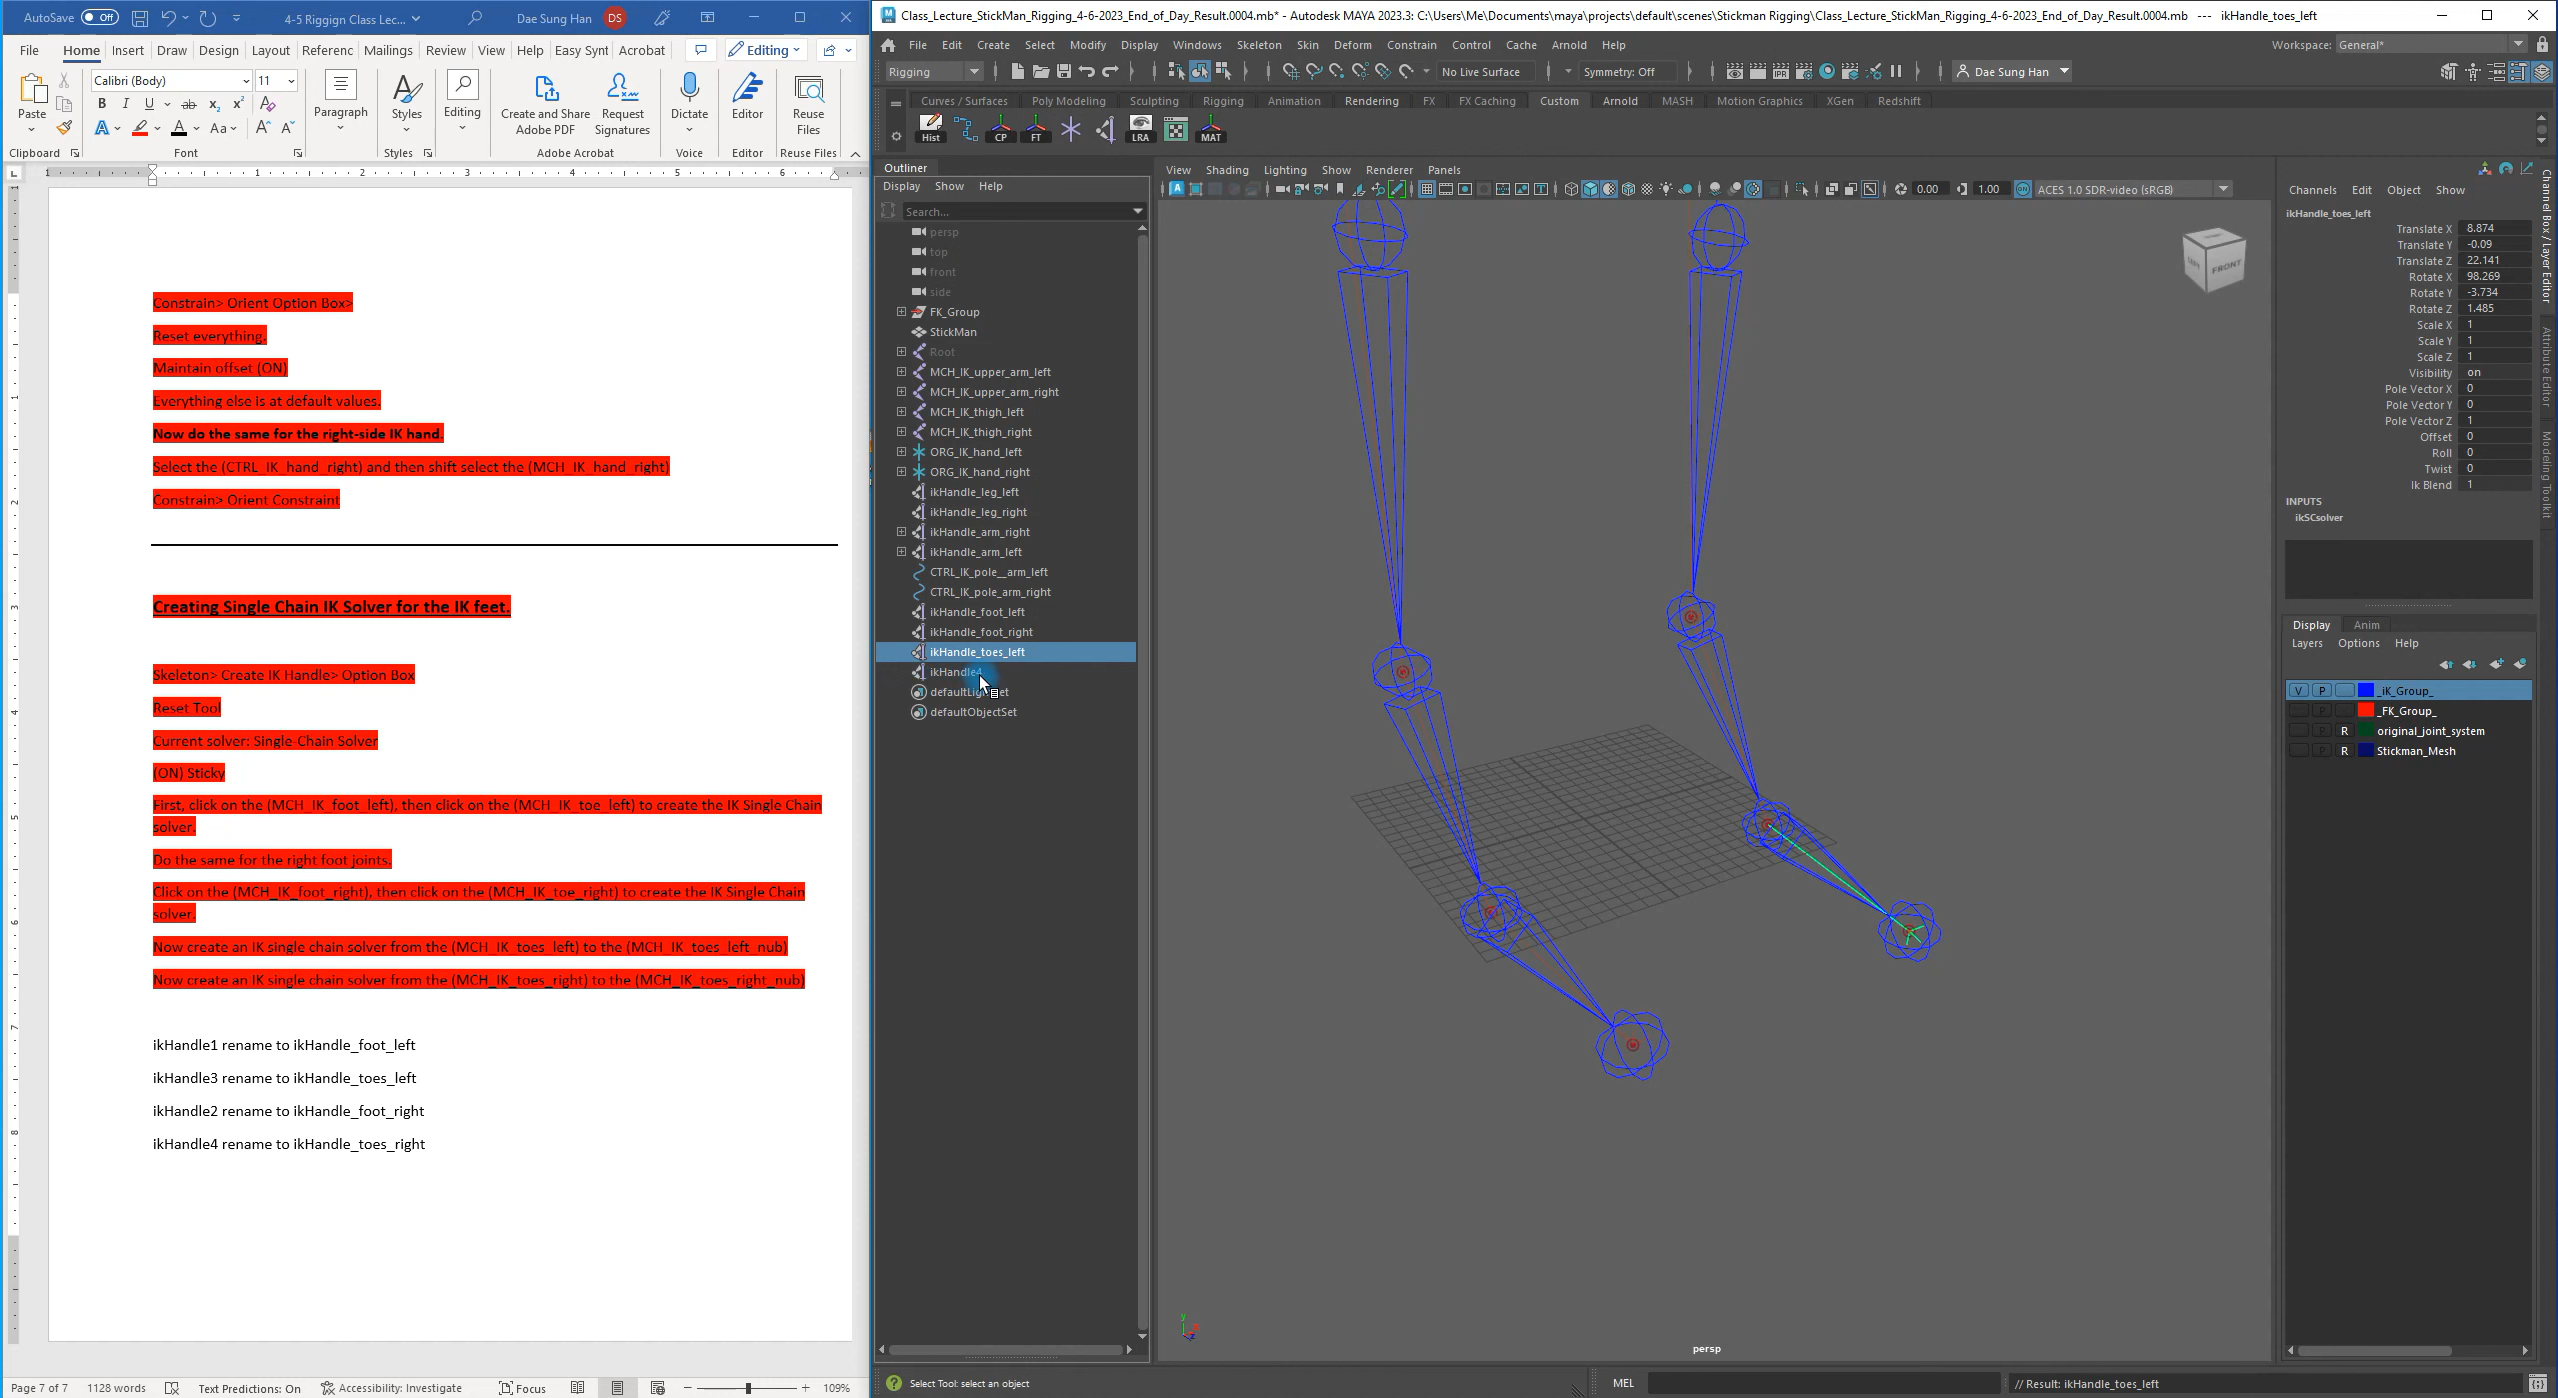 AutoSave Off 4-5 Riggign Class Lec... Dae Sung Han DS
File Home Insert Draw Design Layout Referenc Mailings Review View Help Easy Synt Acrobat Editing
Calibri (Body) 11
Paste Paragraph Styles Editing Create and Share Adobe PDF Request Signatures Dictate Editor Reuse Files
Clipboard Font Styles Adobe Acrobat Voice Editor Reuse Files
Constrain> Orient Option Box>
Reset everything.
Maintain offset (ON)
Everything else is at default values.
Now do the same for the right-side IK hand.
Select the (CTRL_IK_hand_right) and then shift select the (MCH_IK_hand_right)
Constrain> Orient Constraint
Creating Single Chain IK Solver for the IK feet.
Skeleton> Create IK Handle> Option Box
Reset Tool
Current solver: Single-Chain Solver
(ON) Sticky
First, click on the (MCH_IK_foot_left), then click on the (MCH_IK_toe_left) to create the IK Single Chain
solver.
Do the same for the right foot joints.
Click on the (MCH_IK_foot_right), then click on the (MCH_IK_toe_right) to create the IK Single Chain
solver.
Now create an IK single chain solver from the (MCH_IK_toes_left) to the (MCH_IK_toes_left_nub)
Now create an IK single chain solver from the (MCH_IK_toes_right) to the (MCH_IK_toes_right_nub)
ikHandle1 rename to ikHandle_foot_left
ikHandle3 rename to ikHandle_toes_left
ikHandle2 rename to ikHandle_foot_right
ikHandle4 rename to ikHandle_toes_right
Page 7 of 7 1128 words Text Predictions: On Accessibility: Investigate Focus 109%
Class_Lecture_StickMan_Rigging_4-6-2023_End_of_Day_Result.0004.mb* - Autodesk MAYA 2023.3: C:\Users\Me\Documents\maya\projects\default\scenes\Stickman Rigging\Class_Lecture_StickMan_Rigging_4-6-2023_End_of_Day_Result.0004.mb --- ikHandle_toes_left
File Edit Create Select Modify Display Windows Skeleton Skin Deform Constrain Control Cache Arnold Help Workspace: General*
Rigging No Live Surface Symmetry: Off Dae Sung Han
Curves / Surfaces Poly Modeling Sculpting Rigging Animation Rendering FX FX Caching Custom Arnold MASH Motion Graphics XGen Redshift
Hist CP FT LRA MAT
Outliner
Display Show Help
Search...
persp
top
front
side
FK_Group
StickMan
Root
MCH_IK_upper_arm_left
MCH_IK_upper_arm_right
MCH_IK_thigh_left
MCH_IK_thigh_right
ORG_IK_hand_left
ORG_IK_hand_right
ikHandle_leg_left
ikHandle_leg_right
ikHandle_arm_right
ikHandle_arm_left
CTRL_IK_pole__arm_left
CTRL_IK_pole_arm_right
ikHandle_foot_left
ikHandle_foot_right
ikHandle_toes_left
ikHandle4
defaultLightSet
defaultObjectSet
View Shading Lighting Show Renderer Panels
0.00 1.00 ACES 1.0 SDR-video (sRGB)
FRONT
persp
Channels Edit Object Show
ikHandle_toes_left
Translate X 8.874
Translate Y -0.09
Translate Z 22.141
Rotate X 98.269
Rotate Y -3.734
Rotate Z 1.485
Scale X 1
Scale Y 1
Scale Z 1
Visibility on
Pole Vector X 0
Pole Vector Y 0
Pole Vector Z 1
Offset 0
Roll 0
Twist 0
Ik Blend 1
INPUTS
ikSCsolver
Display Anim
Layers Options Help
V P _iK_Group_
P _FK_Group_
P R original_joint_system
P R Stickman_Mesh
Channel Box / Layer Editor
Attribute Editor
Modeling Toolkit
Select Tool: select an object
MEL
// Result: ikHandle_toes_left